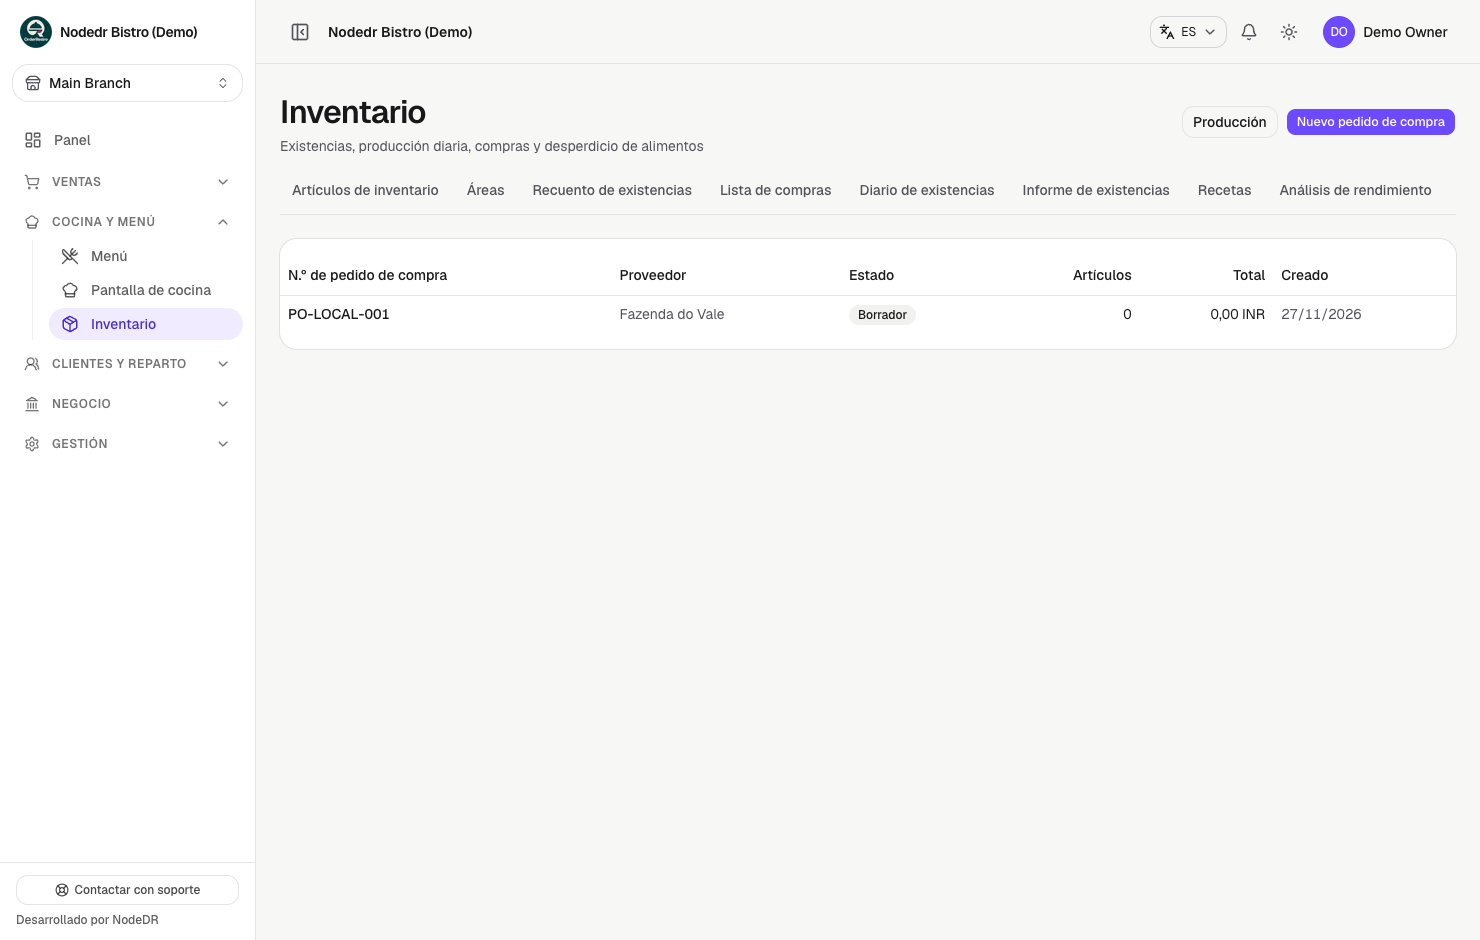 Nodedr Bistro (Demo)
Main Branch
Panel
VENTAS
COCINA Y MENÚ
Menú
Pantalla de cocina
Inventario
CLIENTES Y REPARTO
NEGOCIO
GESTIÓN
Contactar con soporte
Desarrollado por NodeDR
Nodedr Bistro (Demo)
ES
DO
Demo Owner
Inventario
Existencias, producción diaria, compras y desperdicio de alimentos
Producción
Nuevo pedido de compra
Artículos de inventario Áreas Recuento de existencias Lista de compras Diario de existencias Informe de existencias Recetas Análisis de rendimiento
N.º de pedido de compra Proveedor Estado Artículos Total Creado
PO-LOCAL-001 Fazenda do Vale Borrador 0 0,00 INR 27/11/2026